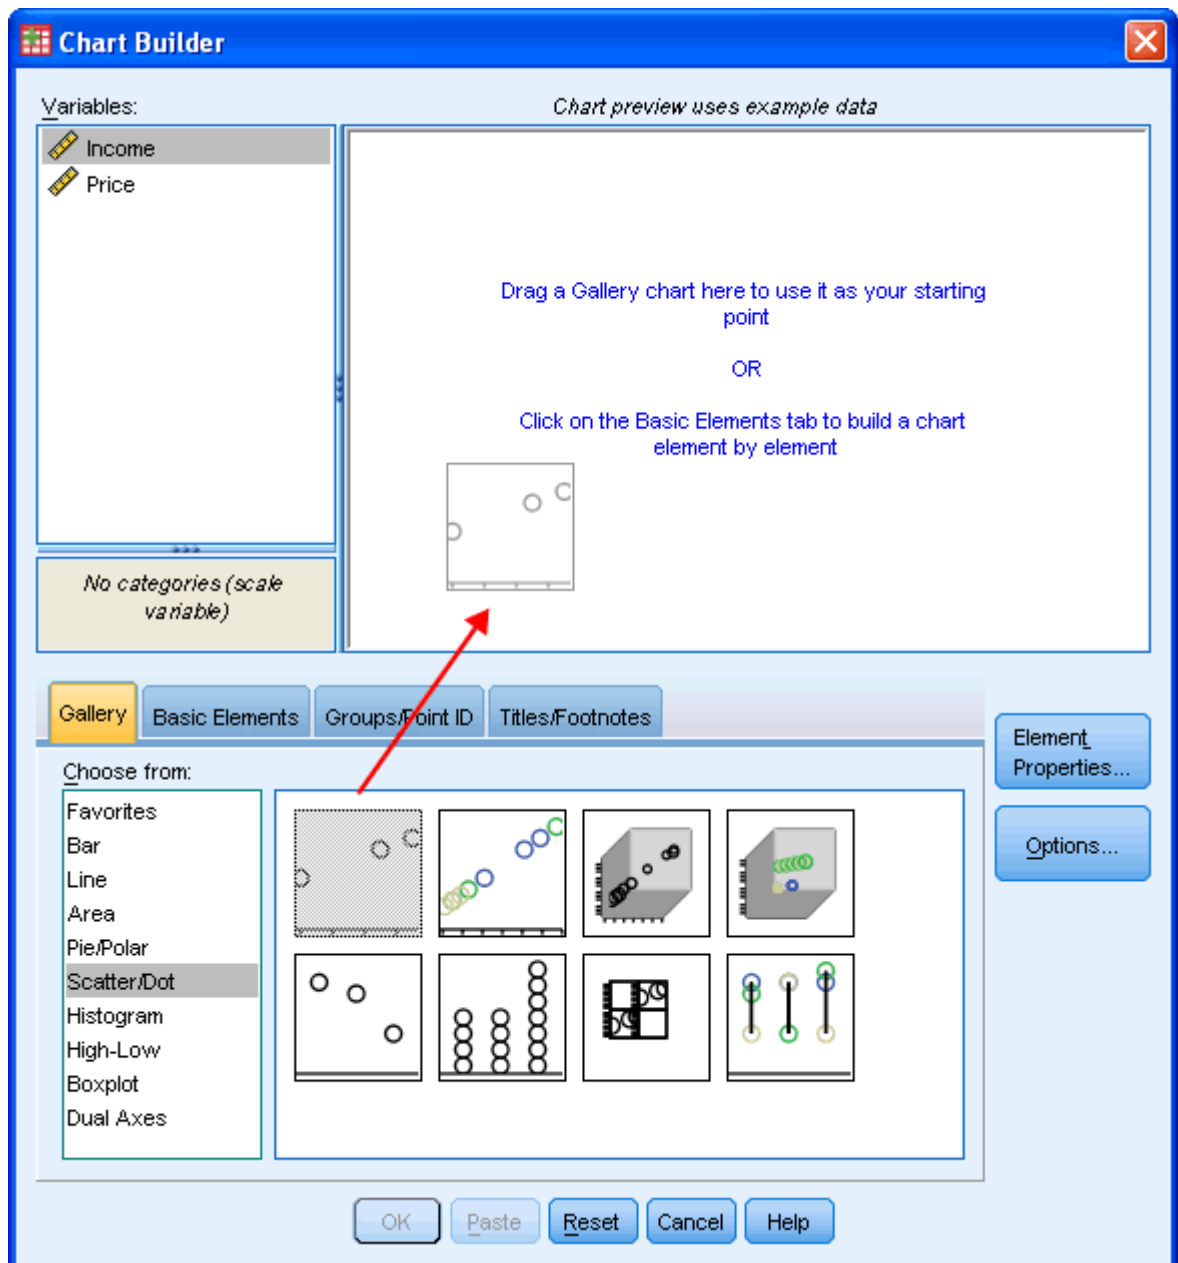 Chart Builder
Variables:
Chart preview uses example data
Income
Price
Drag a Gallery chart here to use it as your starting
point
OR
Click on the Basic Elements tab to build a chart
element by element
No categories (scale
variable)
Gallery
Basic Elements
Groups/Point ID
Titles/Footnotes
Element
Properties...
Options...
Choose from:
Favorites
Bar
Line
Area
Pie/Polar
Scatter/Dot
Histogram
High-Low
Boxplot
Dual Axes
OK
Paste
Reset
Cancel
Help